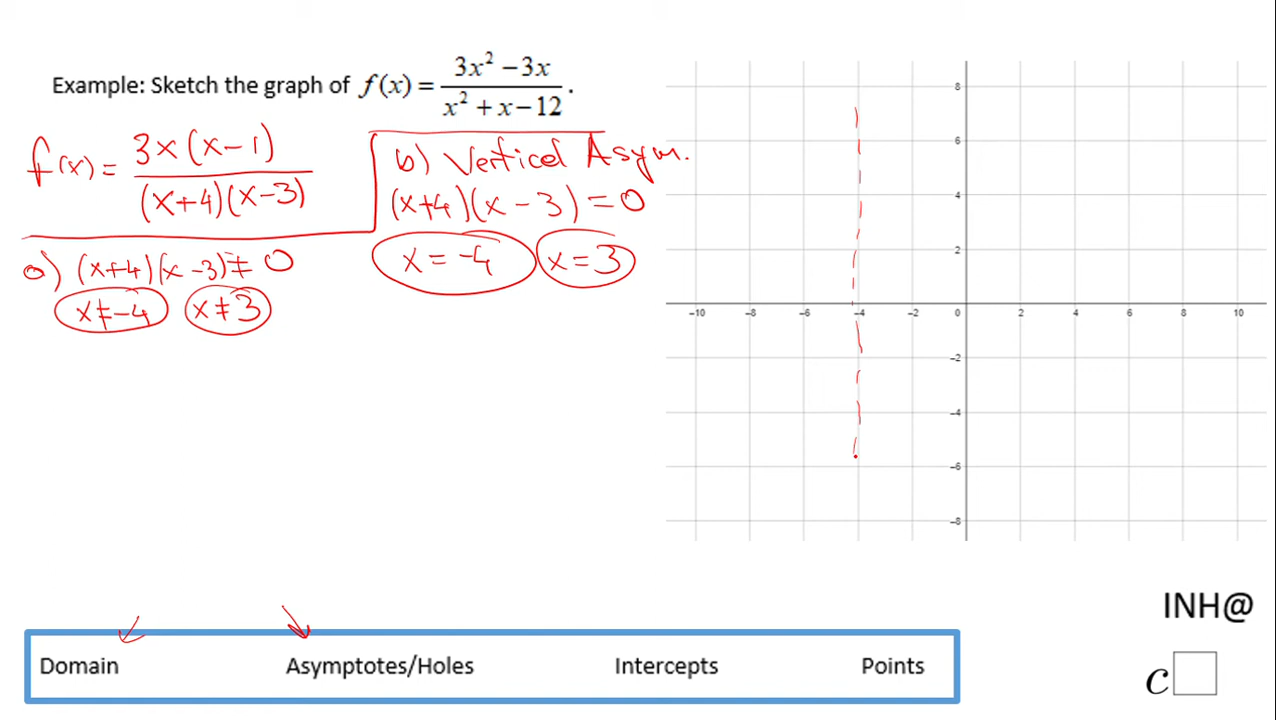 Example: Sketch the graph of f(x) = (3x² − 3x)/(x² + x − 12).
f(x) = 3x(x−1)/((x+4)(x−3))
a) (x+4)(x−3) ≠ 0
x ≠ −4 x ≠ 3
b) Vertical Asym.
(x+4)(x−3) = 0
x = −4 x = 3
8
6
4
2
−10 −8 −6 −4 −2 0 2 4 6 8 10
−2
−4
−6
−8
INH@
Domain Asymptotes/Holes Intercepts Points
c